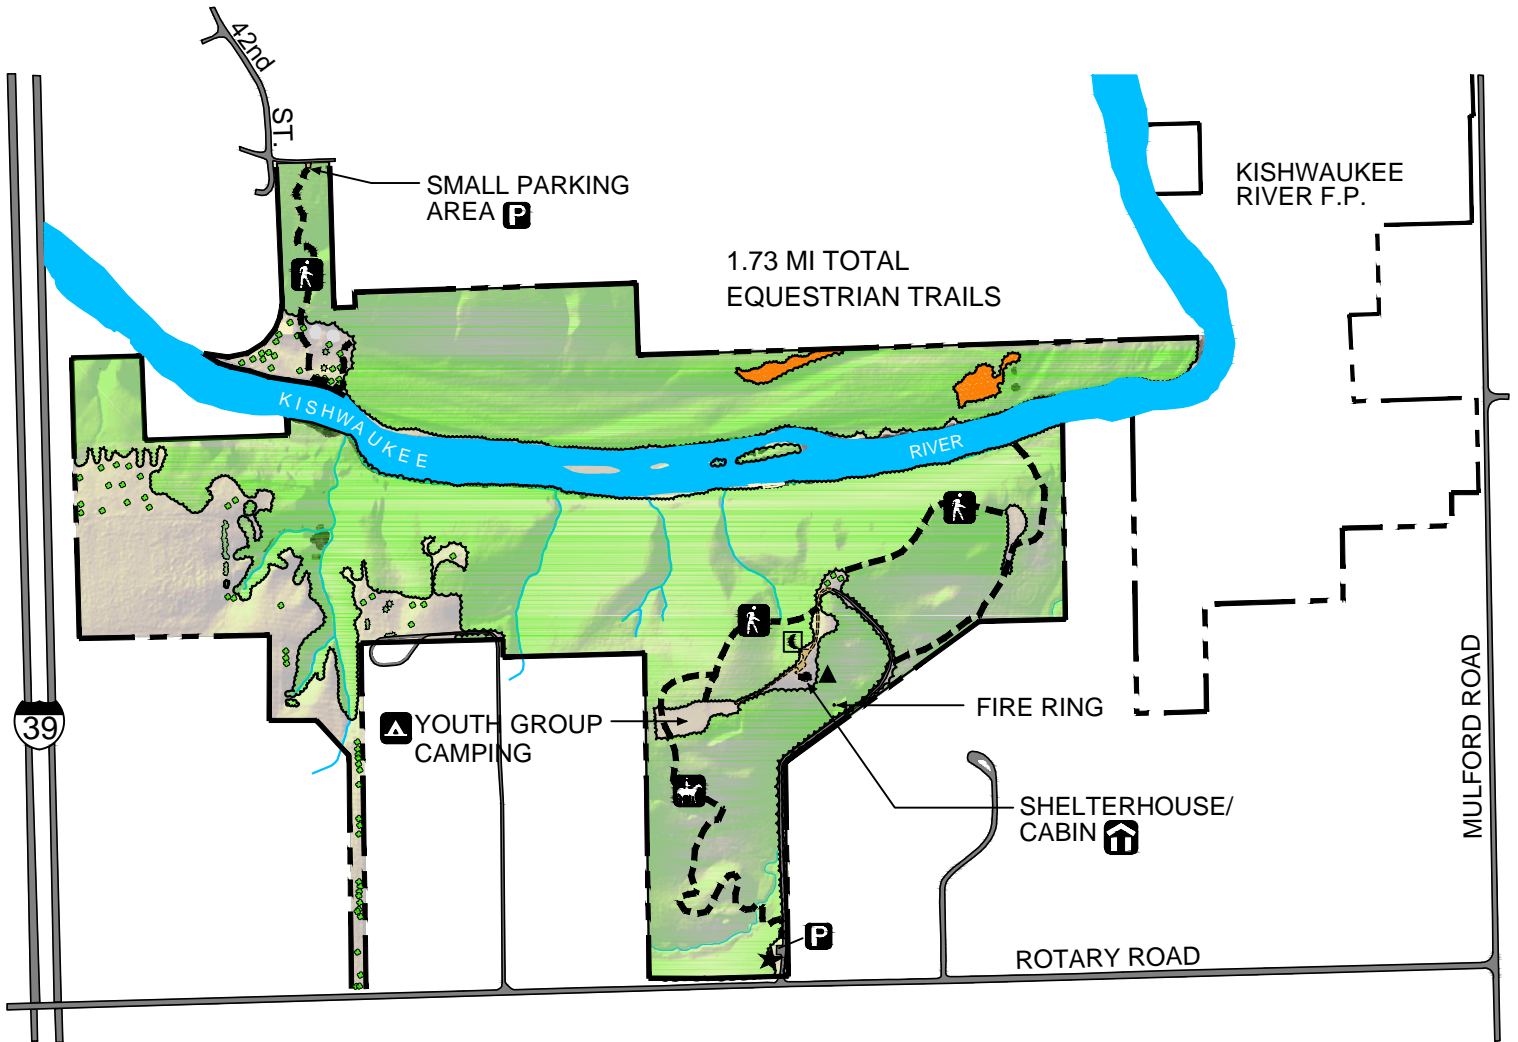 42nd
ST.
SMALL PARKING
AREA P
KISHWAUKEE
RIVER F.P.
1.73 MI TOTAL
EQUESTRIAN TRAILS
KISHWAUKEE
RIVER
39
YOUTH GROUP
CAMPING
FIRE RING
SHELTERHOUSE/
CABIN
MULFORD ROAD
P
ROTARY ROAD